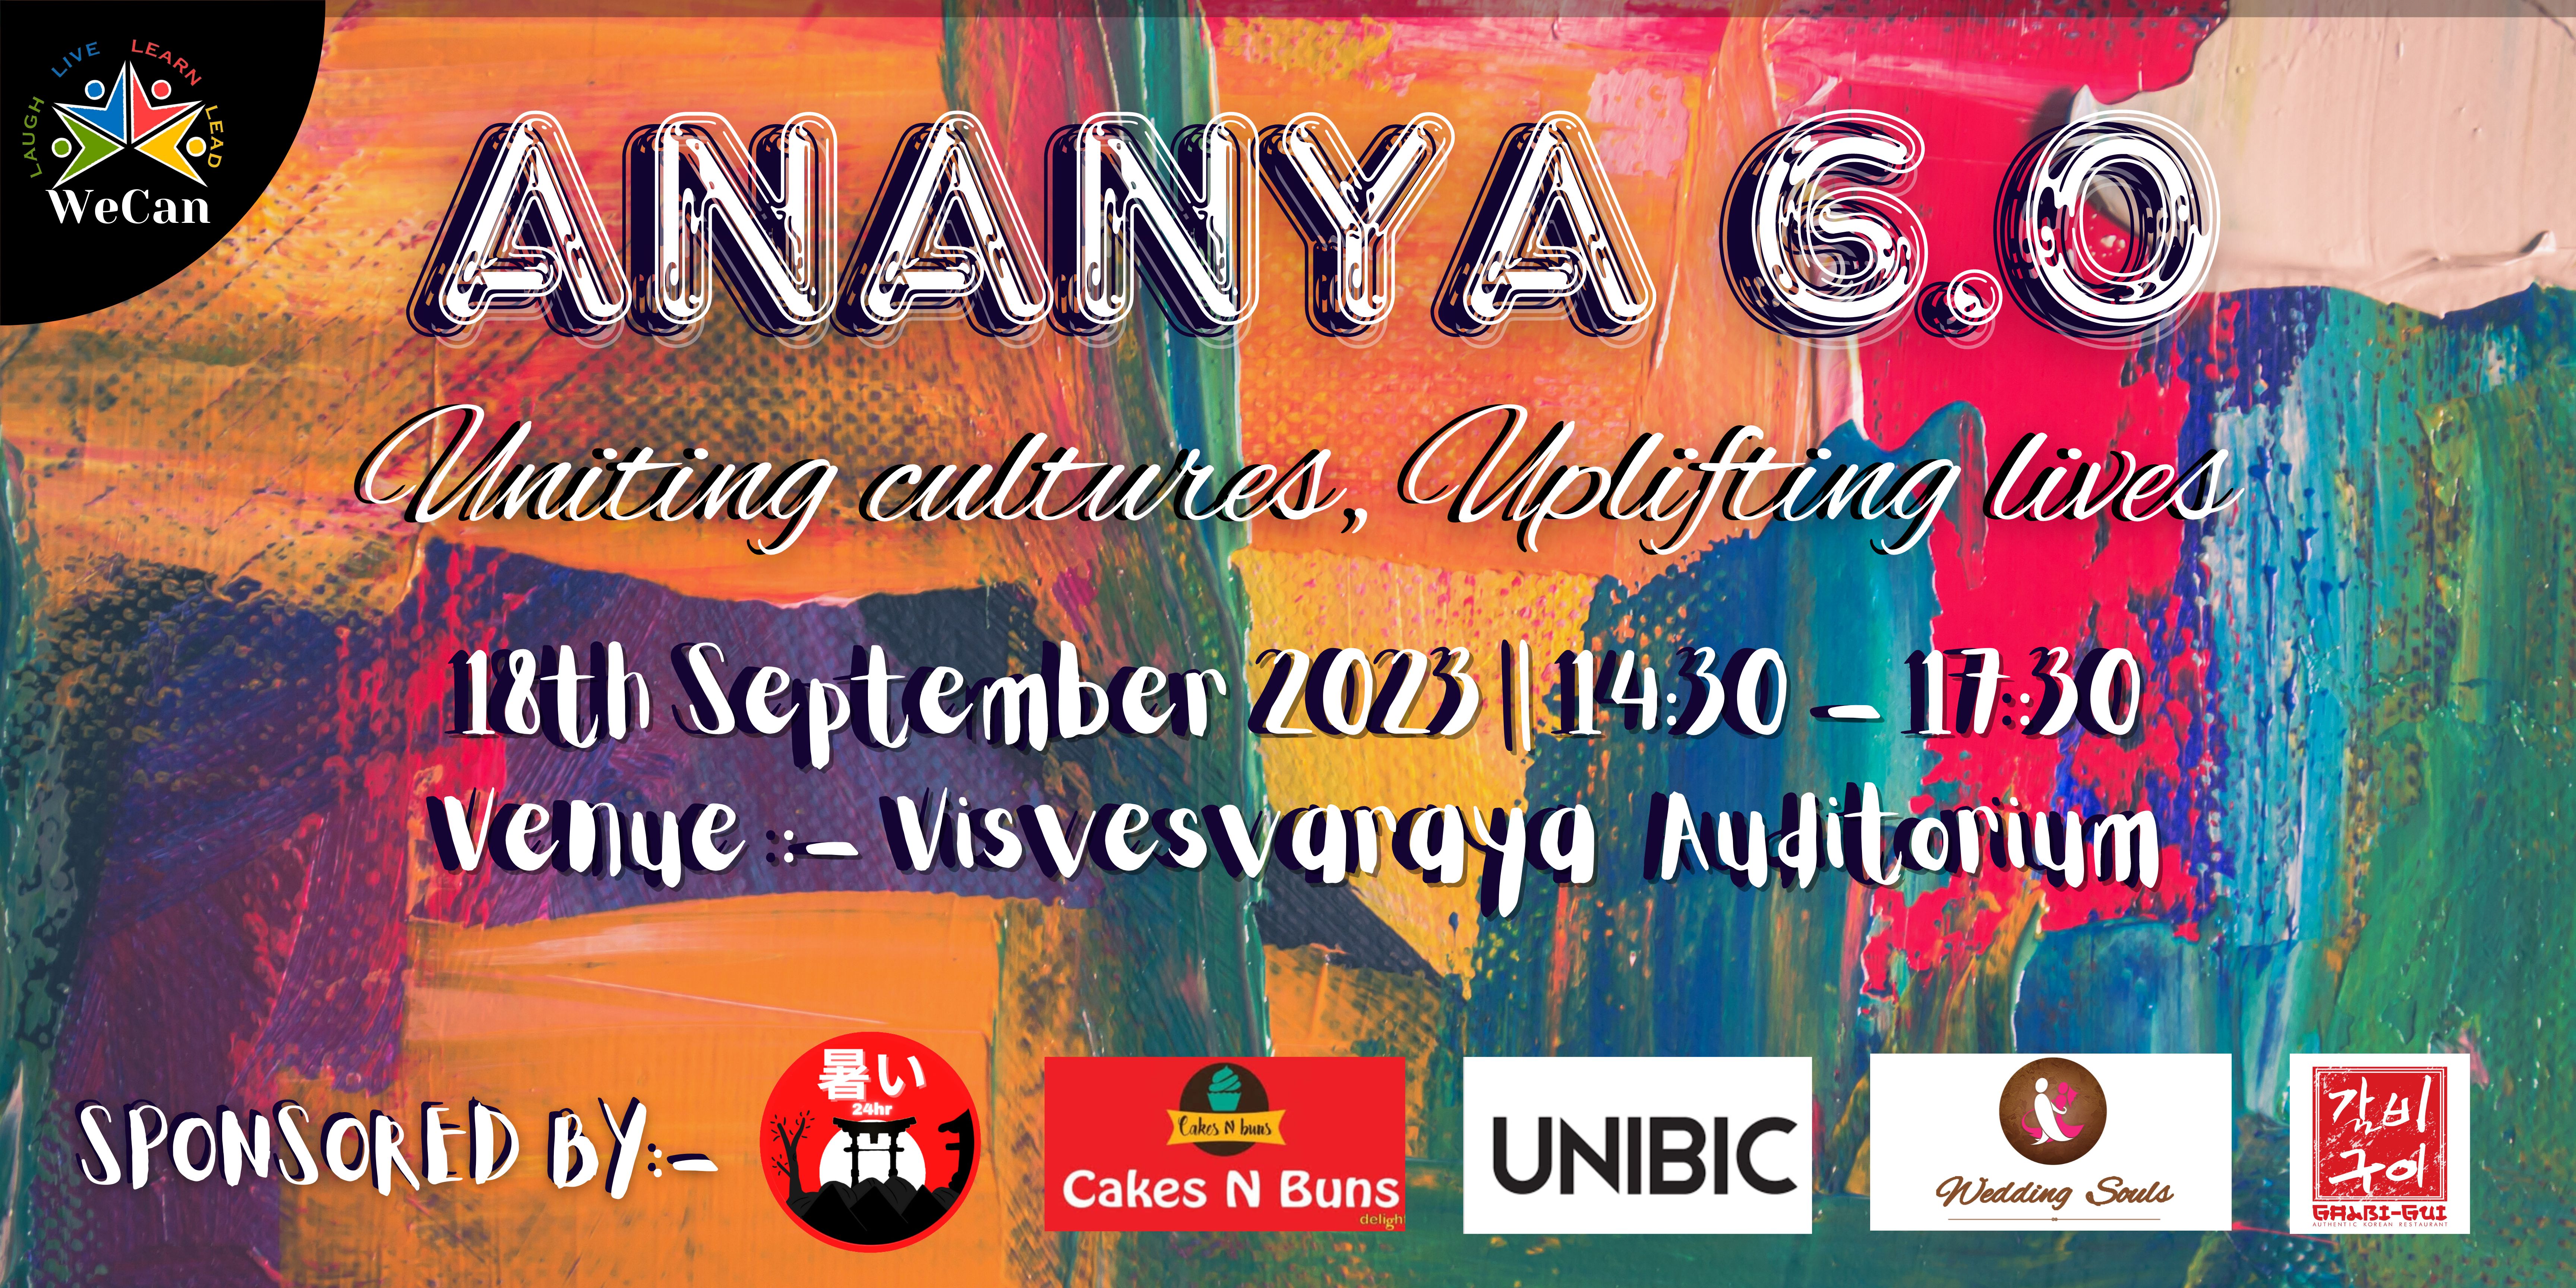 LAUGH LIVE LEARN LEAD
WeCan
ANANYA 6.0
Uniting cultures, Uplifting lives
18th September 2023 || 14:30 - 17:30
Venue :- Visvesvaraya Auditorium
SPONSORED BY:-
暑い
24hr
Cakes N buns
Cakes N Buns
delight
UNIBIC
Wedding Souls
갈비
구이
GALBI-GUI
AUTHENTIC KOREAN RESTAURANT